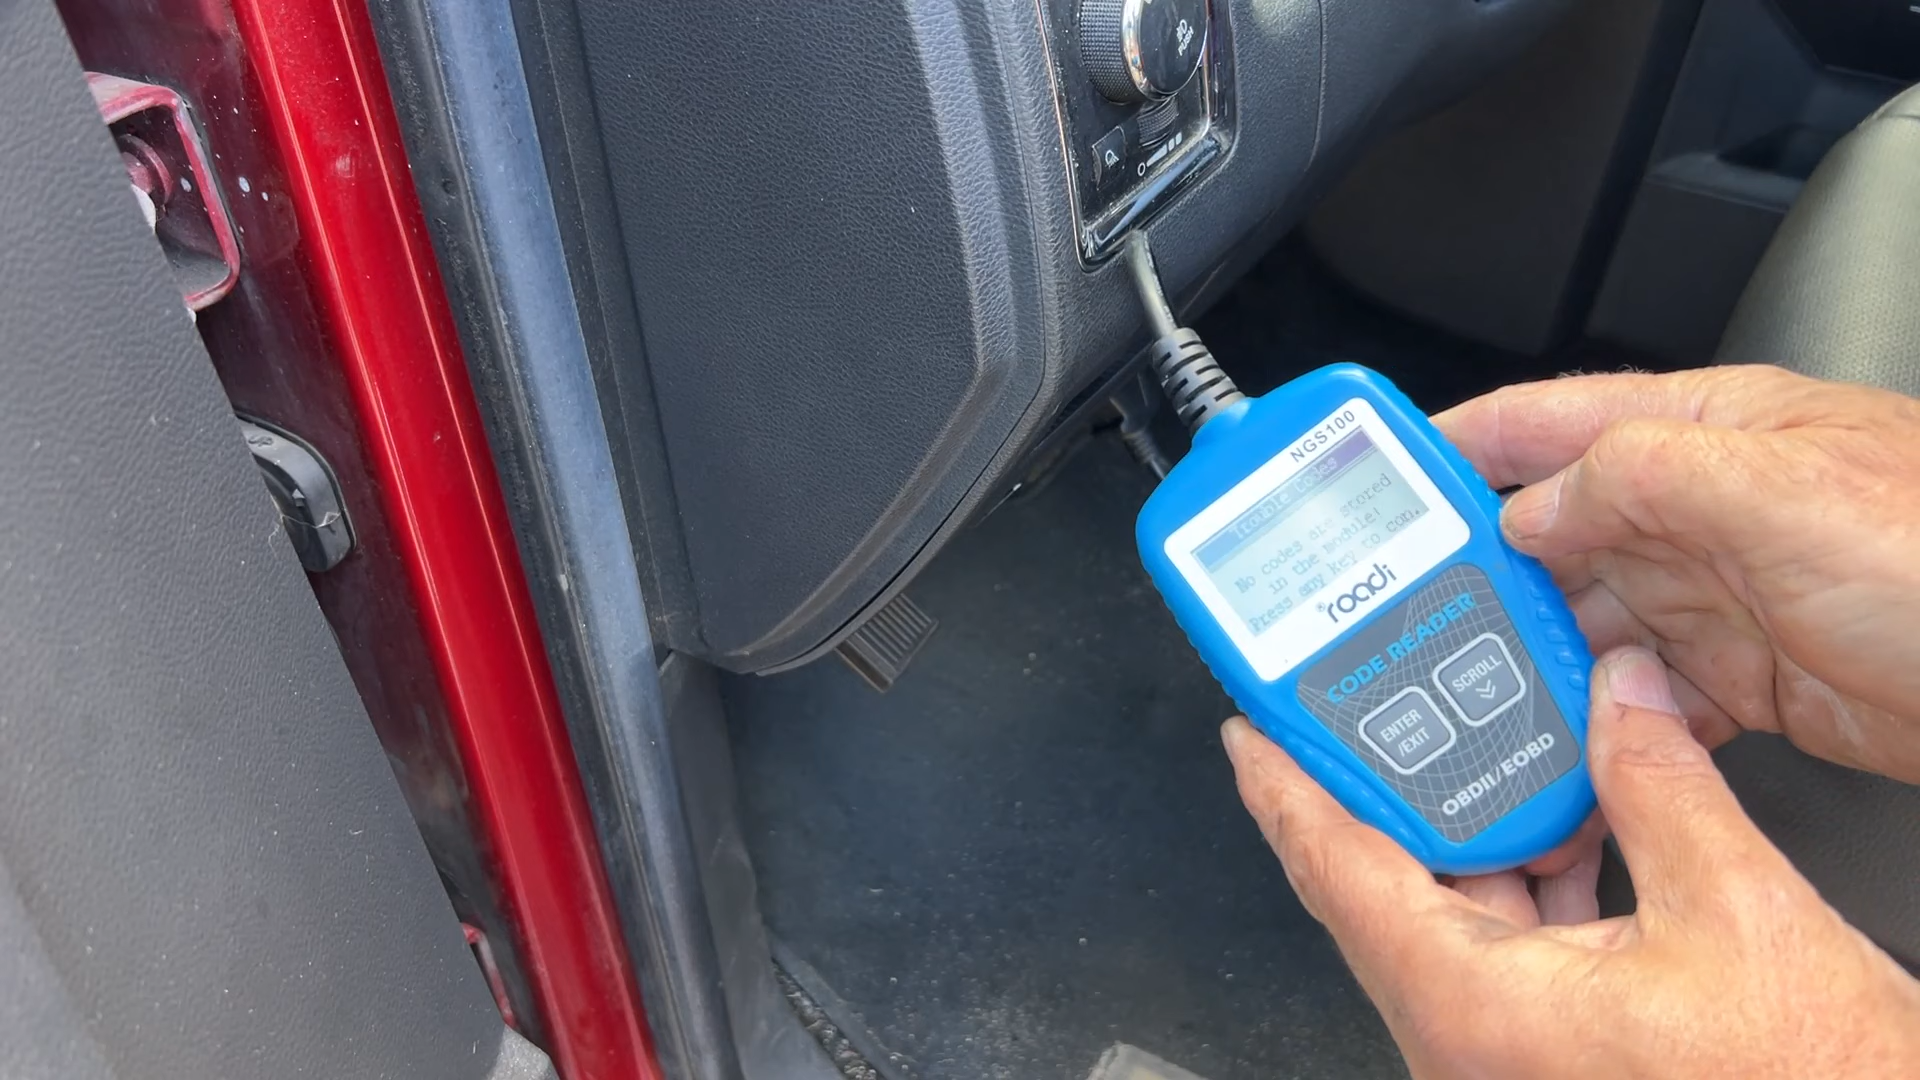 PUSH
NGS100
Trouble Codes
No codes are stored
in the module!
Press any key to con.
roadi
CODE READER
ENTER
/EXIT
SCROLL
OBDII/EOBD